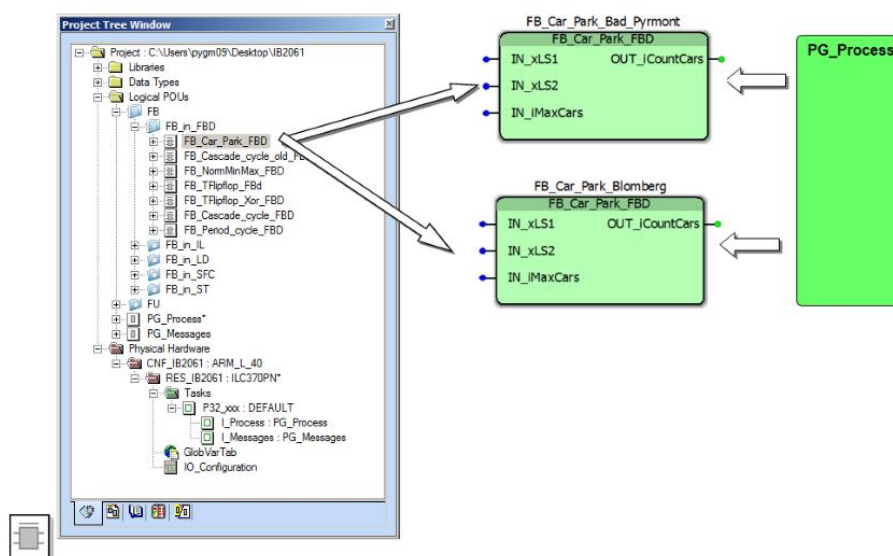 Project Tree Window
Project : C:\Users\pygm09\Desktop\IB2061
Libraries
Data Types
Logical POUs
FB
FB_in_FBD
FB_Car_Park_FBD
FB_Cascade_cycle_old_FBD
FB_NormMinMax_FBD
FB_TFlipflop_FBd
FB_TFlipflop_Xor_FBD
FB_Cascade_cycle_FBD
FB_Period_cycle_FBD
FB_in_IL
FB_in_LD
FB_in_SFC
FB_in_ST
FU
PG_Process*
PG_Messages
Physical Hardware
CNF_IB2061 : ARM_L_40
RES_IB2061 : ILC370PN*
Tasks
P32_xxx : DEFAULT
I_Process : PG_Process
I_Messages : PG_Messages
GlobVarTab
IO_Configuration
FB_Car_Park_Bad_Pyrmont
FB_Car_Park_FBD
IN_xLS1 OUT_iCountCars
IN_xLS2
IN_iMaxCars
FB_Car_Park_Blomberg
FB_Car_Park_FBD
IN_xLS1 OUT_iCountCars
IN_xLS2
IN_iMaxCars
PG_Process